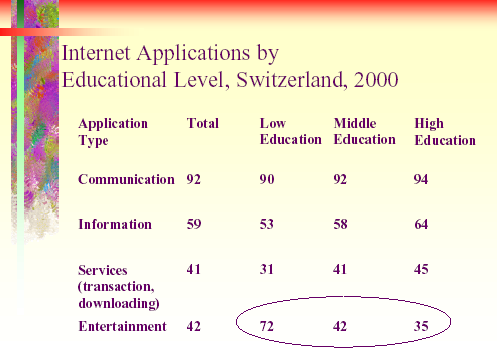 Internet Applications by
Educational Level, Switzerland, 2000
Application Type Total Low Education Middle Education High Education
Communication 92 90 92 94
Information 59 53 58 64
Services (transaction, downloading) 41 31 41 45
Entertainment 42 72 42 35